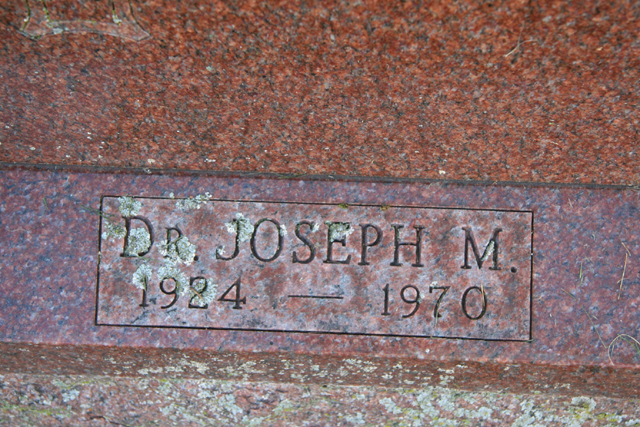 DR. JOSEPH M.
1924 — 1970